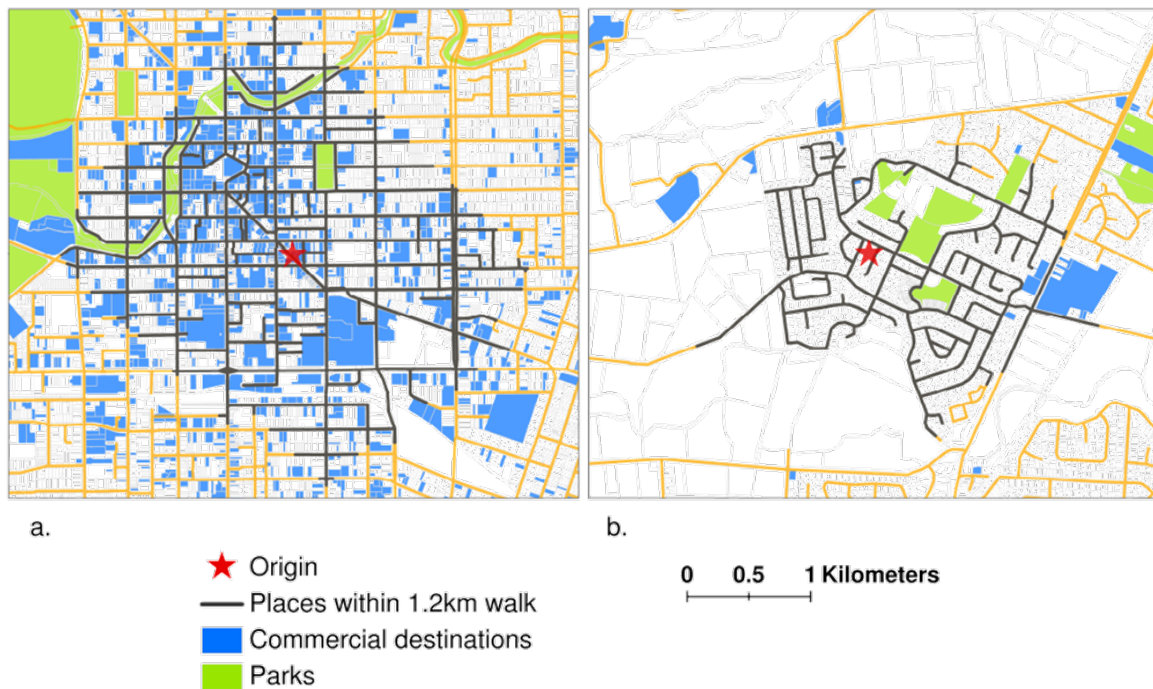 a.
b.
Origin
Places within 1.2km walk
Commercial destinations
Parks
0 0.5 1 Kilometers